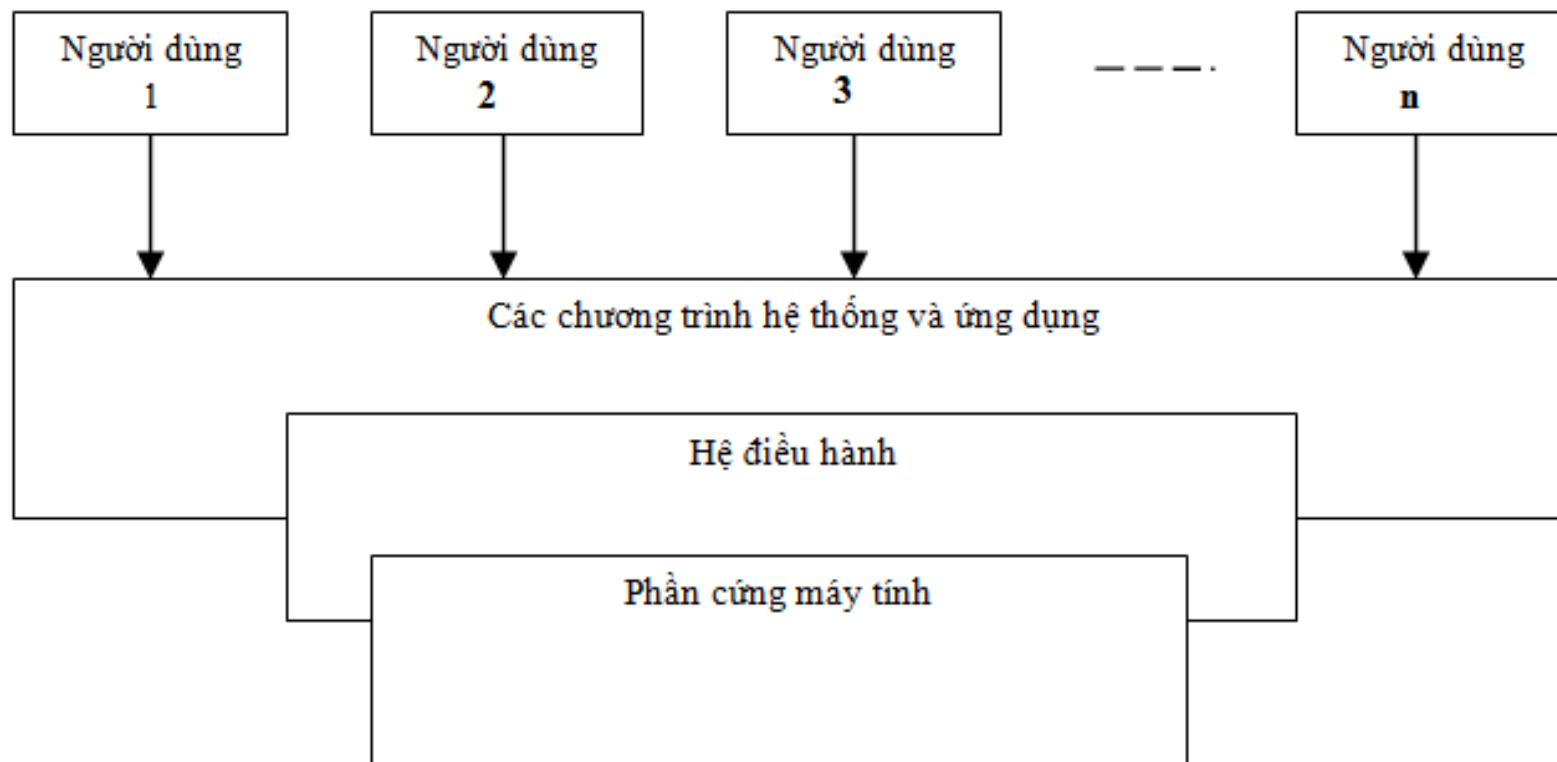 Người dùng
1
Người dùng
2
Người dùng
3
Người dùng
n
Các chương trình hệ thống và ứng dụng
Hệ điều hành
Phần cứng máy tính